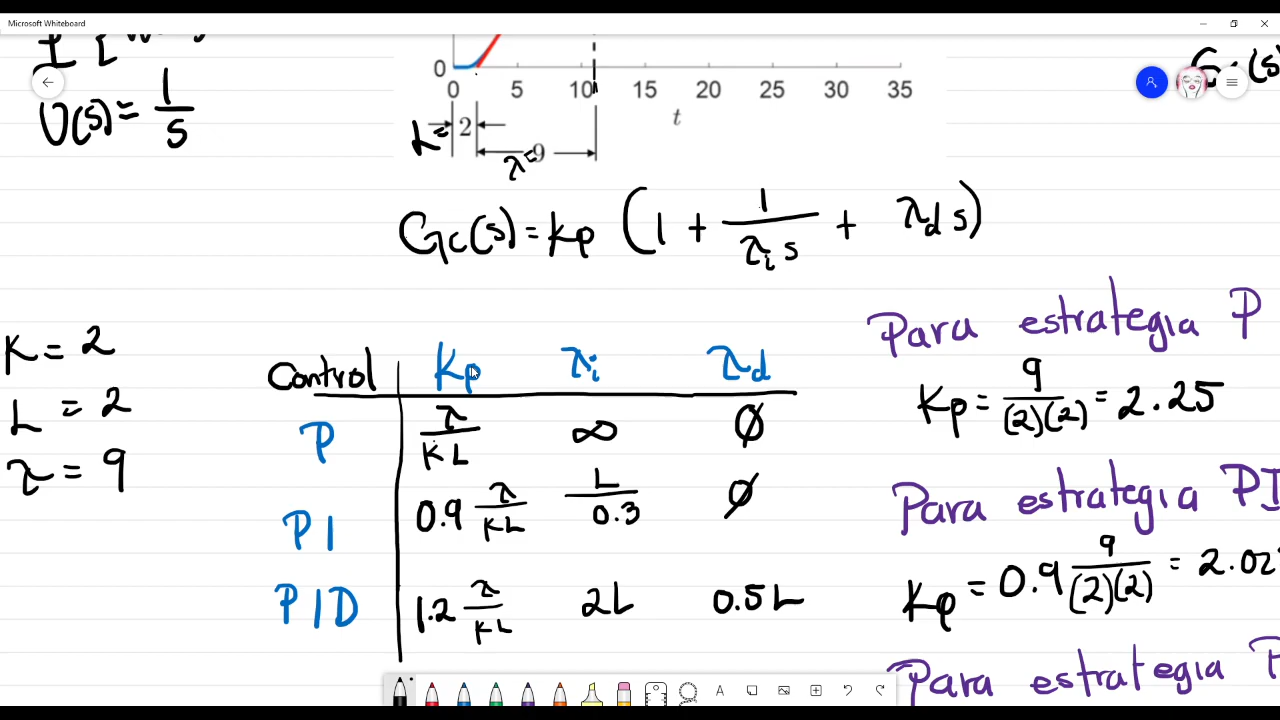 Microsoft Whiteboard
U(s) = 1/s
0
0 5 10 15 20 25 30 35
t
L = 2
τ = 9
Gc(s) = Kp (1 + 1/(τi s) + τd s)
K = 2
L = 2
τ = 9
Control Kp τi τd
P τ/(KL) ∞ Ø
PI 0.9 τ/(KL) L/0.3 Ø
PID 1.2 τ/(KL) 2L 0.5L
Para estrategia P
Kp = 9/((2)(2)) = 2.25
Para estrategia PI
Kp = 0.9 9/((2)(2)) = 2.02
Para estrategia P
A